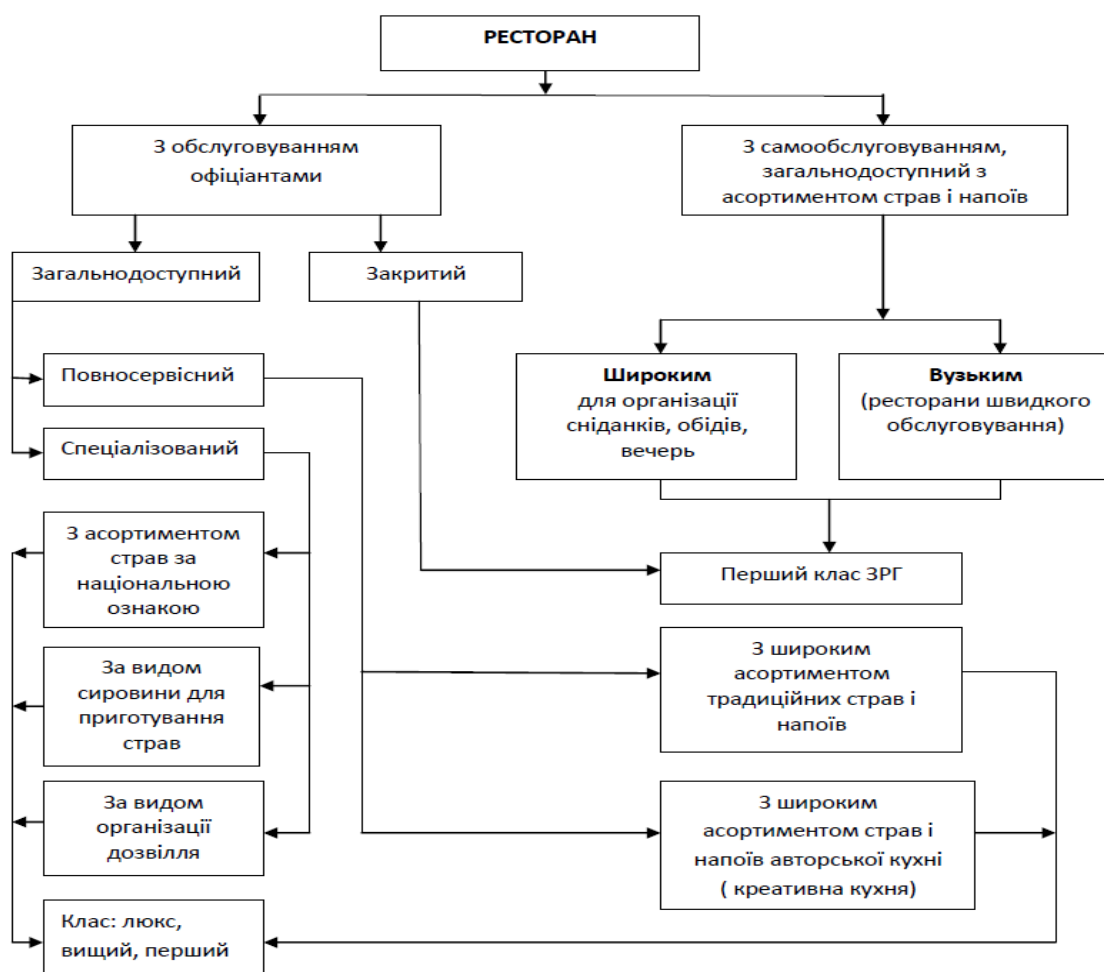 РЕСТОРАН
З обслуговуванням
офіціантами
З самообслуговуванням,
загальнодоступний з
асортиментом страв і напоїв
Загальнодоступний
Закритий
Повносервісний
Спеціалізований
Широким
для організації
сніданків, обідів,
вечерь
Вузьким
(ресторани швидкого
обслуговування)
З асортиментом
страв за
національною
ознакою
Перший клас ЗРГ
За видом
сировини для
приготування
страв
З широким
асортиментом
традиційних страв і
напоїв
За видом
організації
дозвілля
З широким
асортиментом страв і
напоїв авторської кухні
( креативна кухня)
Клас: люкс,
вищий, перший